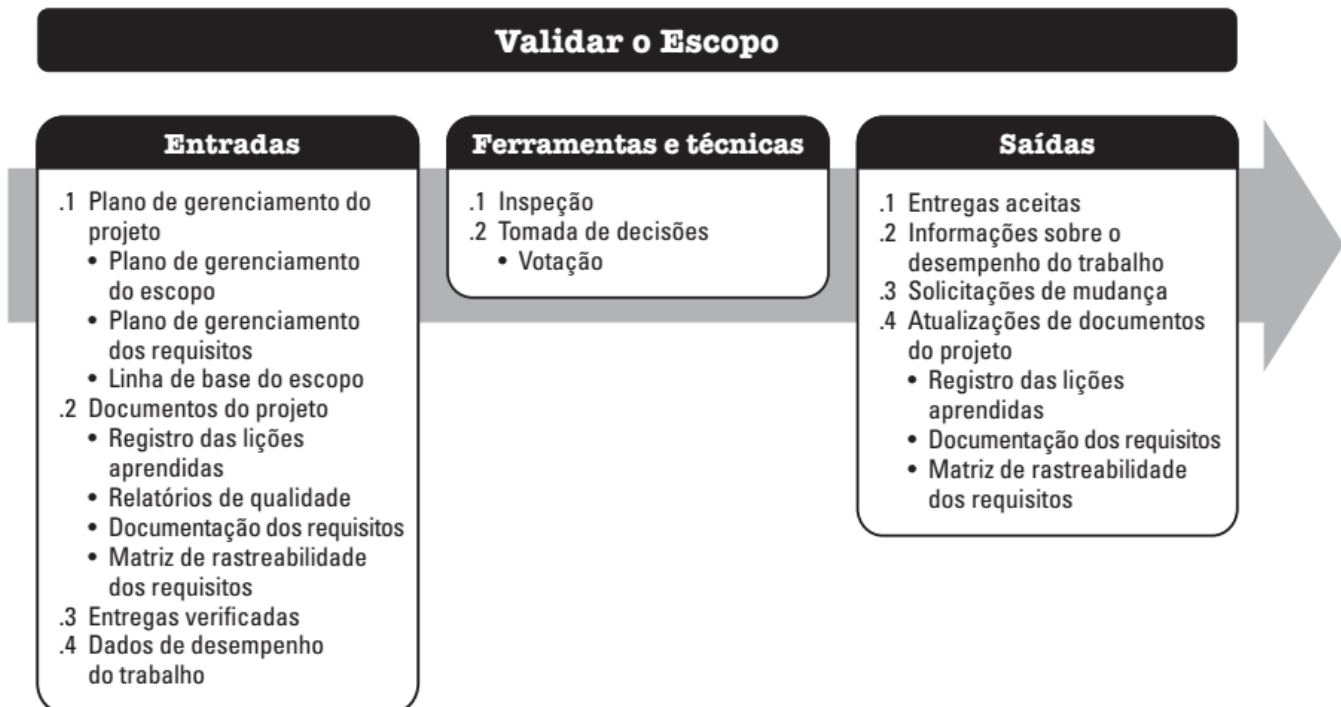 Validar o Escopo
Entradas
.1 Plano de gerenciamento do
projeto
• Plano de gerenciamento
do escopo
• Plano de gerenciamento
dos requisitos
• Linha de base do escopo
.2 Documentos do projeto
• Registro das lições
aprendidas
• Relatórios de qualidade
• Documentação dos requisitos
• Matriz de rastreabilidade
dos requisitos
.3 Entregas verificadas
.4 Dados de desempenho
do trabalho
Ferramentas e técnicas
.1 Inspeção
.2 Tomada de decisões
• Votação
Saídas
.1 Entregas aceitas
.2 Informações sobre o
desempenho do trabalho
.3 Solicitações de mudança
.4 Atualizações de documentos
do projeto
• Registro das lições
aprendidas
• Documentação dos requisitos
• Matriz de rastreabilidade
dos requisitos